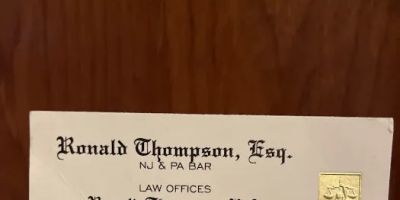 Ronald Thompson, Esq.
NJ & PA BAR
LAW OFFICES